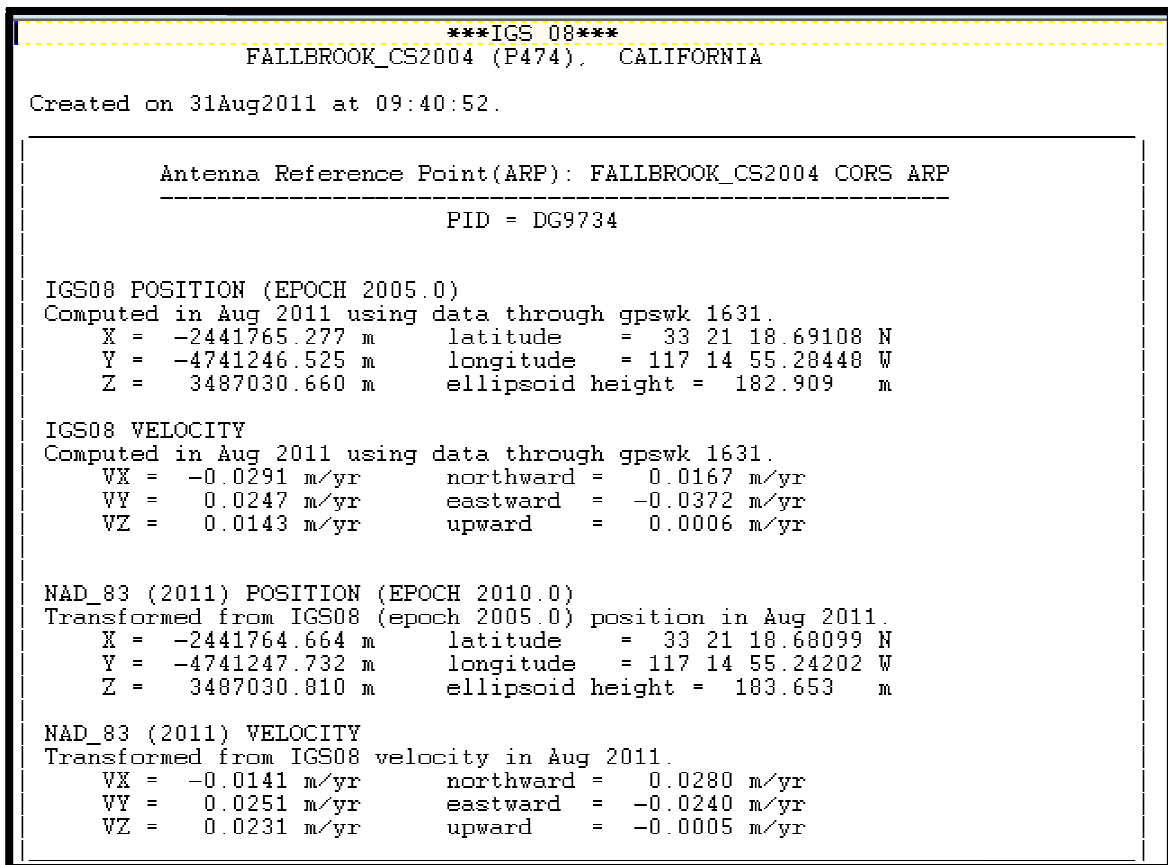 ***IGS 08***
FALLBROOK_CS2004 (P474), CALIFORNIA
Created on 31Aug2011 at 09:40:52.
Antenna Reference Point(ARP): FALLBROOK_CS2004 CORS ARP
PID = DG9734
IGS08 POSITION (EPOCH 2005.0)
Computed in Aug 2011 using data through gpswk 1631.
X = -2441765.277 m latitude = 33 21 18.69108 N
Y = -4741246.525 m longitude = 117 14 55.28448 W
Z = 3487030.660 m ellipsoid height = 182.909 m
IGS08 VELOCITY
Computed in Aug 2011 using data through gpswk 1631.
VX = -0.0291 m/yr northward = 0.0167 m/yr
VY = 0.0247 m/yr eastward = -0.0372 m/yr
VZ = 0.0143 m/yr upward = 0.0006 m/yr
NAD_83 (2011) POSITION (EPOCH 2010.0)
Transformed from IGS08 (epoch 2005.0) position in Aug 2011.
X = -2441764.664 m latitude = 33 21 18.68099 N
Y = -4741247.732 m longitude = 117 14 55.24202 W
Z = 3487030.810 m ellipsoid height = 183.653 m
NAD_83 (2011) VELOCITY
Transformed from IGS08 velocity in Aug 2011.
VX = -0.0141 m/yr northward = 0.0280 m/yr
VY = 0.0251 m/yr eastward = -0.0240 m/yr
VZ = 0.0231 m/yr upward = -0.0005 m/yr